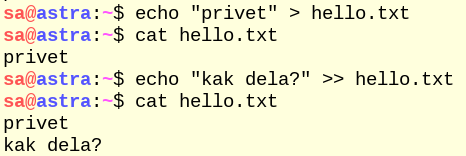 sa@astra:~$ echo "privet" > hello.txt
sa@astra:~$ cat hello.txt
privet
sa@astra:~$ echo "kak dela?" >> hello.txt
sa@astra:~$ cat hello.txt
privet
kak dela?